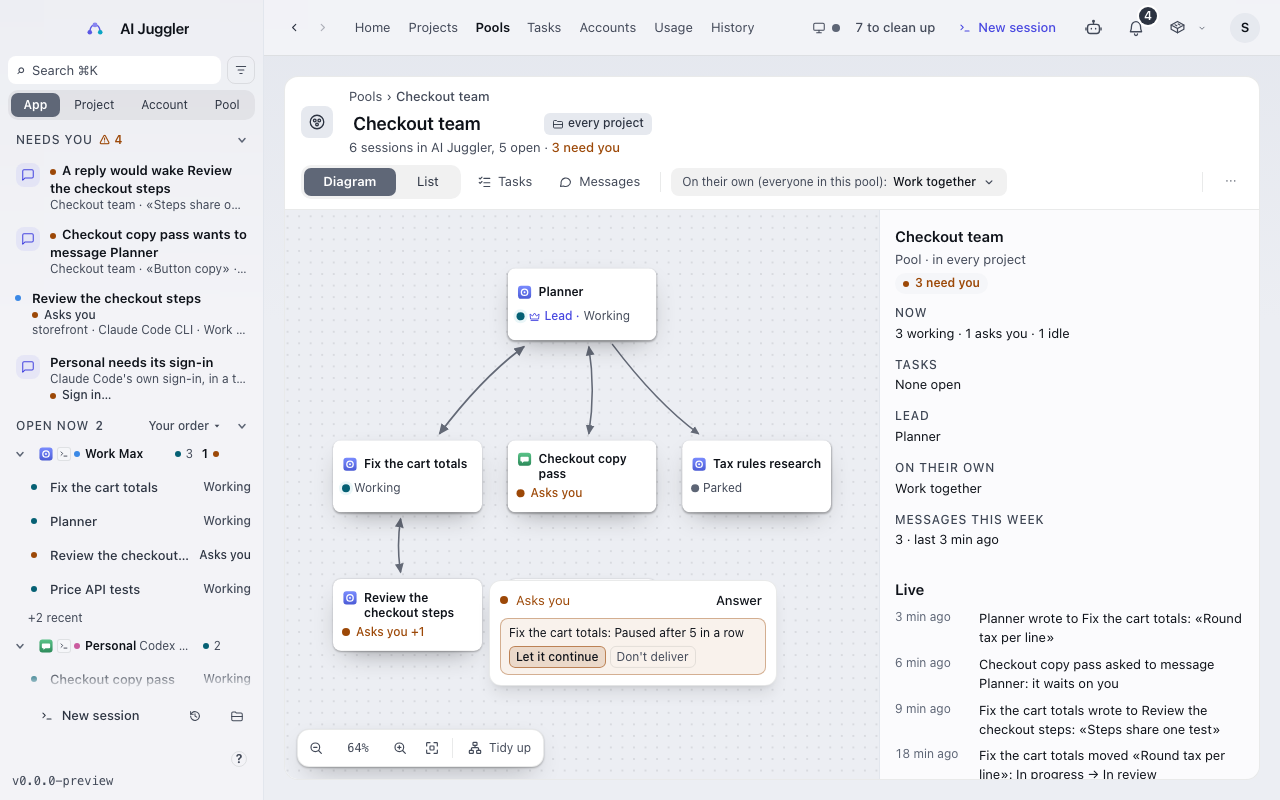 AI Juggler
Search ⌘K
App Project Account Pool
NEEDS YOU 4
A reply would wake Review
the checkout steps
Checkout team · «Steps share o…
Checkout copy pass wants to
message Planner
Checkout team · «Button copy» ·…
Review the checkout steps
Asks you
storefront · Claude Code CLI · Work …
Personal needs its sign-in
Claude Code's own sign-in, in a t…
Sign in…
OPEN NOW 2 Your order
Work Max 3 1
Fix the cart totals Working
Planner Working
Review the checkout… Asks you
Price API tests Working
+2 recent
Personal Codex … 2
Checkout copy pass Working
New session
?
v0.0.0-preview
Home Projects Pools Tasks Accounts Usage History
7 to clean up
New session
4
S
Pools › Checkout team
Checkout team every project
6 sessions in AI Juggler, 5 open · 3 need you
Diagram List Tasks Messages On their own (everyone in this pool): Work together
…
Planner
Lead · Working
Fix the cart totals
Working
Checkout copy
pass
Asks you
Tax rules research
Parked
Review the
checkout steps
Asks you +1
Asks you Answer
Fix the cart totals: Paused after 5 in a row
Let it continue Don't deliver
64% Tidy up
Checkout team
Pool · in every project
3 need you
NOW
3 working · 1 asks you · 1 idle
TASKS
None open
LEAD
Planner
ON THEIR OWN
Work together
MESSAGES THIS WEEK
3 · last 3 min ago
Live
3 min ago Planner wrote to Fix the cart totals: «Round
tax per line»
6 min ago Checkout copy pass asked to message
Planner: it waits on you
9 min ago Fix the cart totals wrote to Review the
checkout steps: «Steps share one test»
18 min ago Fix the cart totals moved «Round tax per
line»: In progress → In review